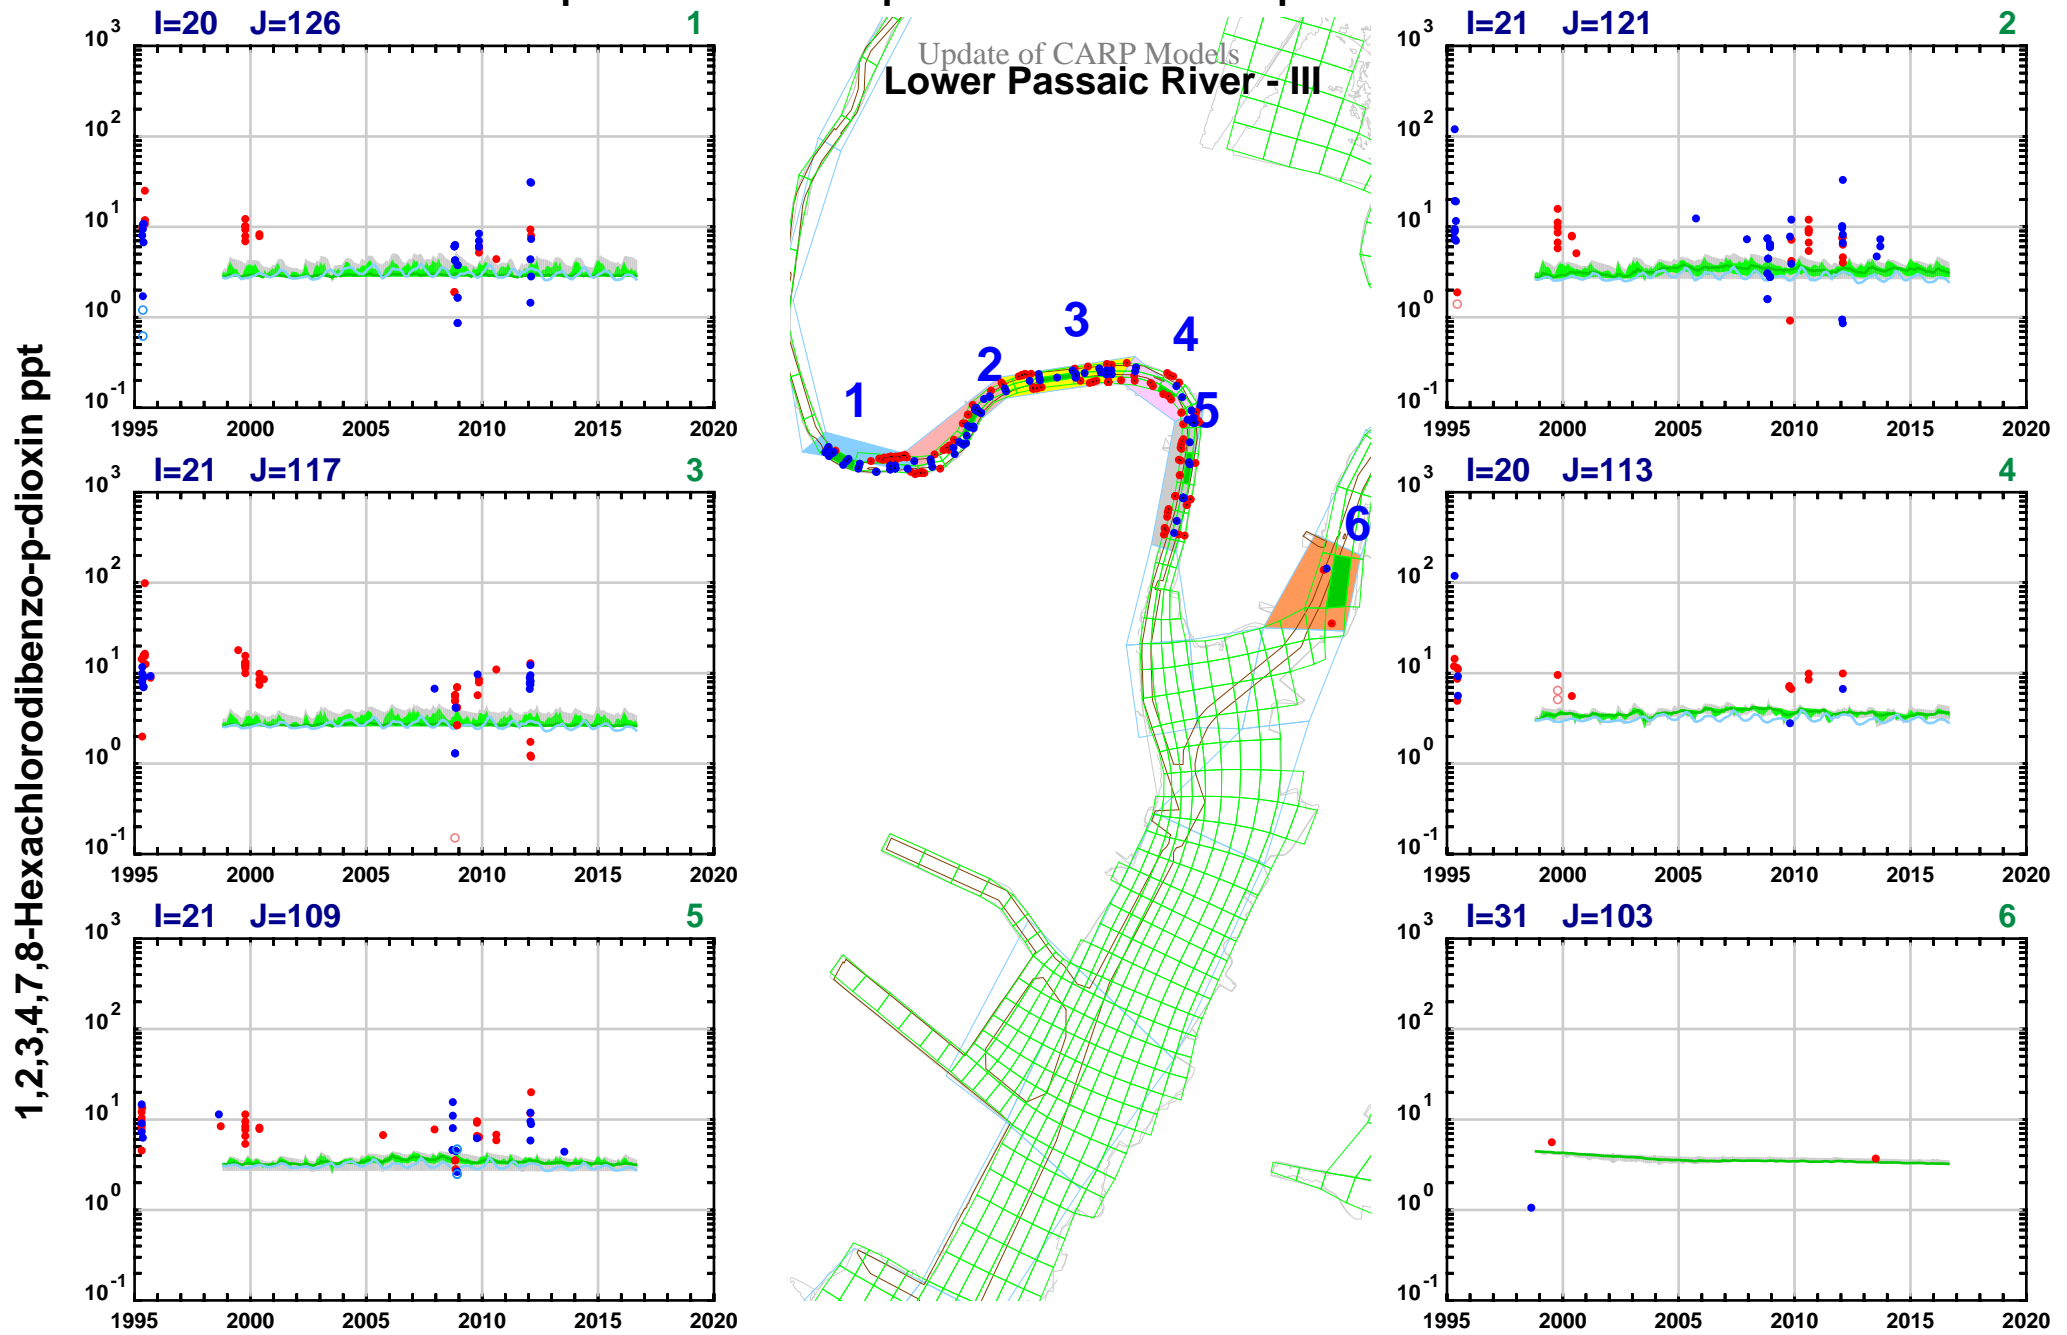 Update of CARP Models
Lower Passaic River - III
1,2,3,4,7,8-Hexachlorodibenzo-p-dioxin ppt
I=20 J=126 1
10^3
10^2
10^1
10^0
10^-1
1995 2000 2005 2010 2015 2020
I=21 J=121 2
10^3
10^2
10^1
10^0
10^-1
1995 2000 2005 2010 2015 2020
I=21 J=117 3
10^3
10^2
10^1
10^0
10^-1
1995 2000 2005 2010 2015 2020
I=20 J=113 4
10^3
10^2
10^1
10^0
10^-1
1995 2000 2005 2010 2015 2020
I=21 J=109 5
10^3
10^2
10^1
10^0
10^-1
1995 2000 2005 2010 2015 2020
I=31 J=103 6
10^3
10^2
10^1
10^0
10^-1
1995 2000 2005 2010 2015 2020
1
2
3
4
5
6